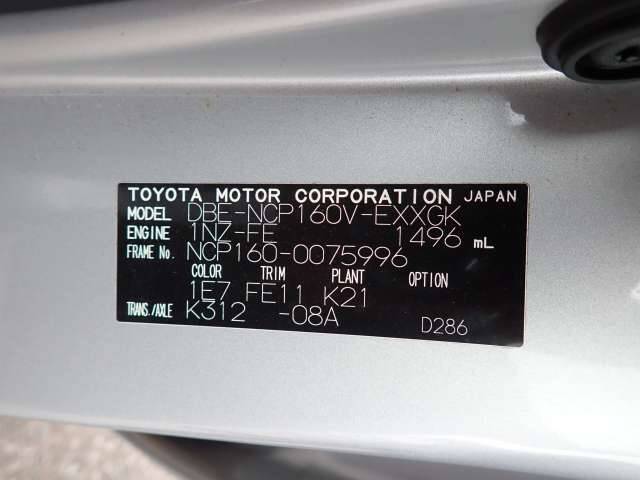 TOYOTA MOTOR CORPORATION JAPAN
MODEL DBE-NCP160V-EXXGK
ENGINE 1NZ-FE 1496 mL
FRAME No. NCP160-0075996
COLOR TRIM PLANT OPTION
1E7 FE11 K21
TRANS./AXLE K312 -08A
D286